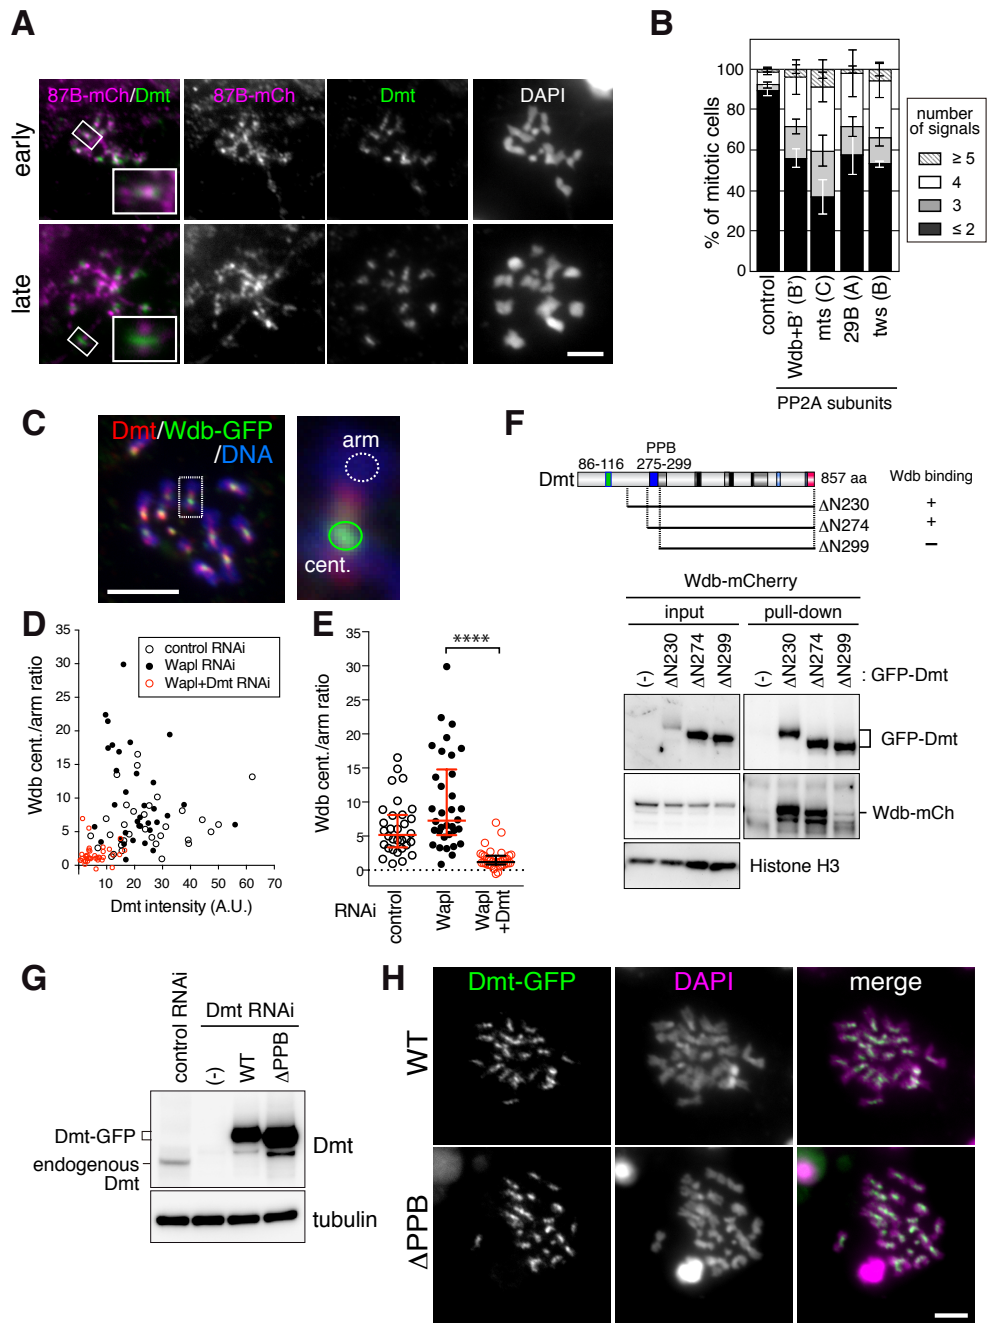 A
87B-mCh/Dmt
87B-mCh
Dmt
DAPI
early
late
B
% of mitotic cells
100
80
60
40
20
0
control
Wdb+B' (B')
mts (C)
29B (A)
tws (B)
PP2A subunits
number
of signals
≥ 5
4
3
≤ 2
C
Dmt/Wdb-GFP
/DNA
arm
cent.
D
Wdb cent./arm ratio
35
30
25
20
15
10
5
0
10
20
30
40
50
60
70
Dmt intensity (A.U.)
control RNAi
Wapl RNAi
Wapl+Dmt RNAi
E
Wdb cent./arm ratio
35
30
25
20
15
10
5
0
****
RNAi
control
Wapl
Wapl
+Dmt
F
PPB
86-116
275-299
Dmt
857 aa
Wdb binding
ΔN230
+
ΔN274
+
ΔN299
−
Wdb-mCherry
input
pull-down
(-)
ΔN230
ΔN274
ΔN299
(-)
ΔN230
ΔN274
ΔN299
: GFP-Dmt
GFP-Dmt
Wdb-mCh
Histone H3
G
control RNAi
Dmt RNAi
(-)
WT
ΔPPB
Dmt-GFP
endogenous
Dmt
Dmt
tubulin
H
Dmt-GFP
DAPI
merge
WT
ΔPPB